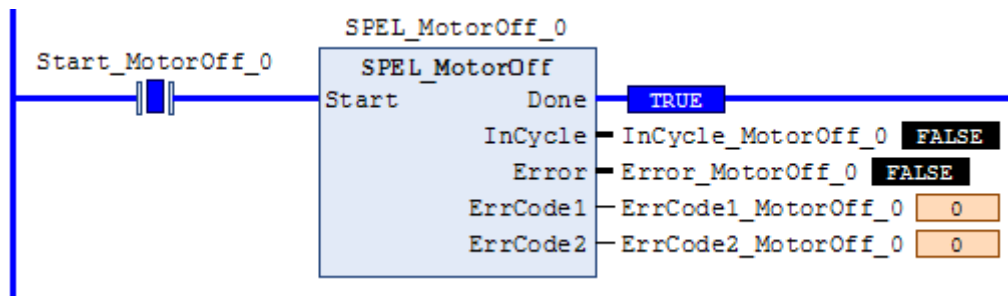 SPEL_MotorOff_0
Start_MotorOff_0
SPEL_MotorOff
Start Done TRUE
InCycle InCycle_MotorOff_0 FALSE
Error Error_MotorOff_0 FALSE
ErrCode1 ErrCode1_MotorOff_0 0
ErrCode2 ErrCode2_MotorOff_0 0